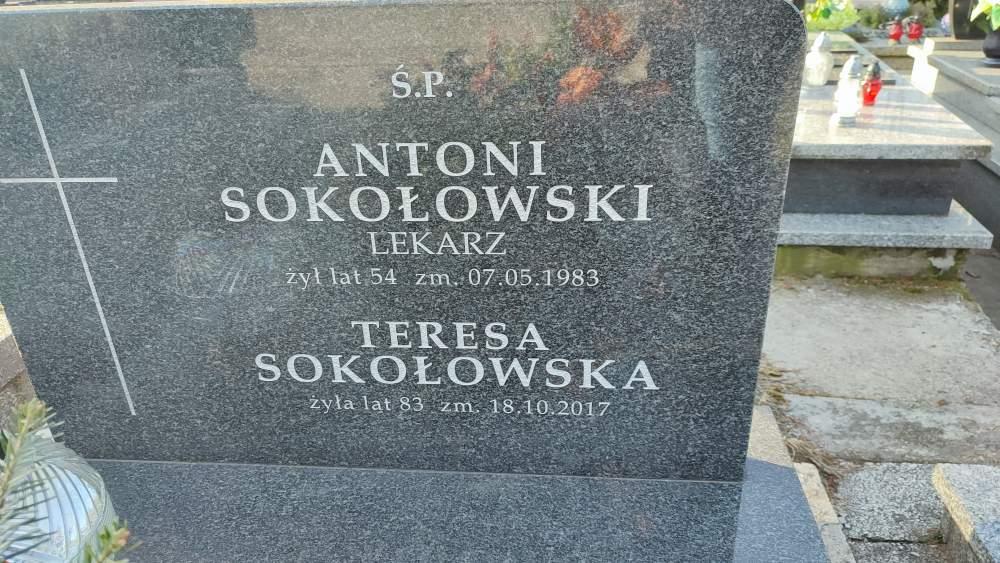 Ś.P.
ANTONI
SOKOŁOWSKI
LEKARZ
żył lat 54 zm. 07.05.1983
TERESA
SOKOŁOWSKA
żyła lat 83 zm. 18.10.2017